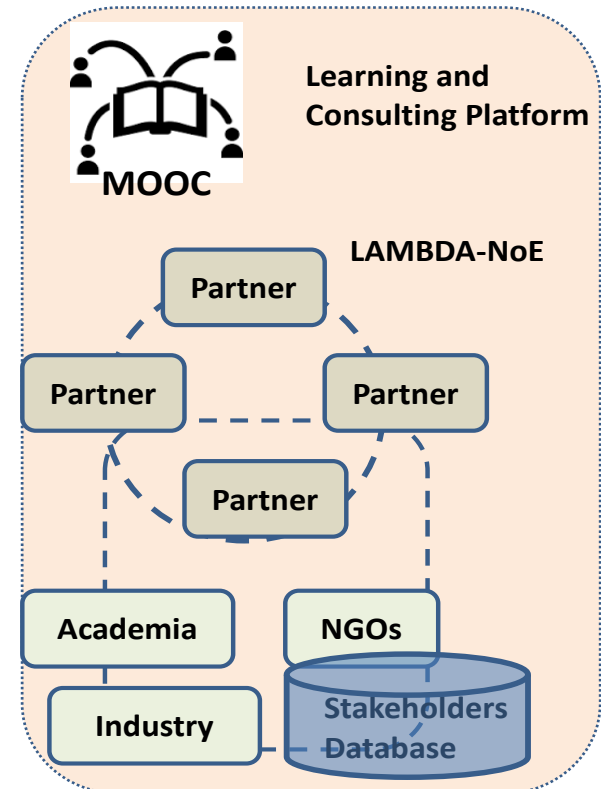 Learning and
Consulting Platform
MOOC
LAMBDA-NoE
Partner
Partner
Partner
Partner
Academia
NGOs
Industry
Stakeholders
Database